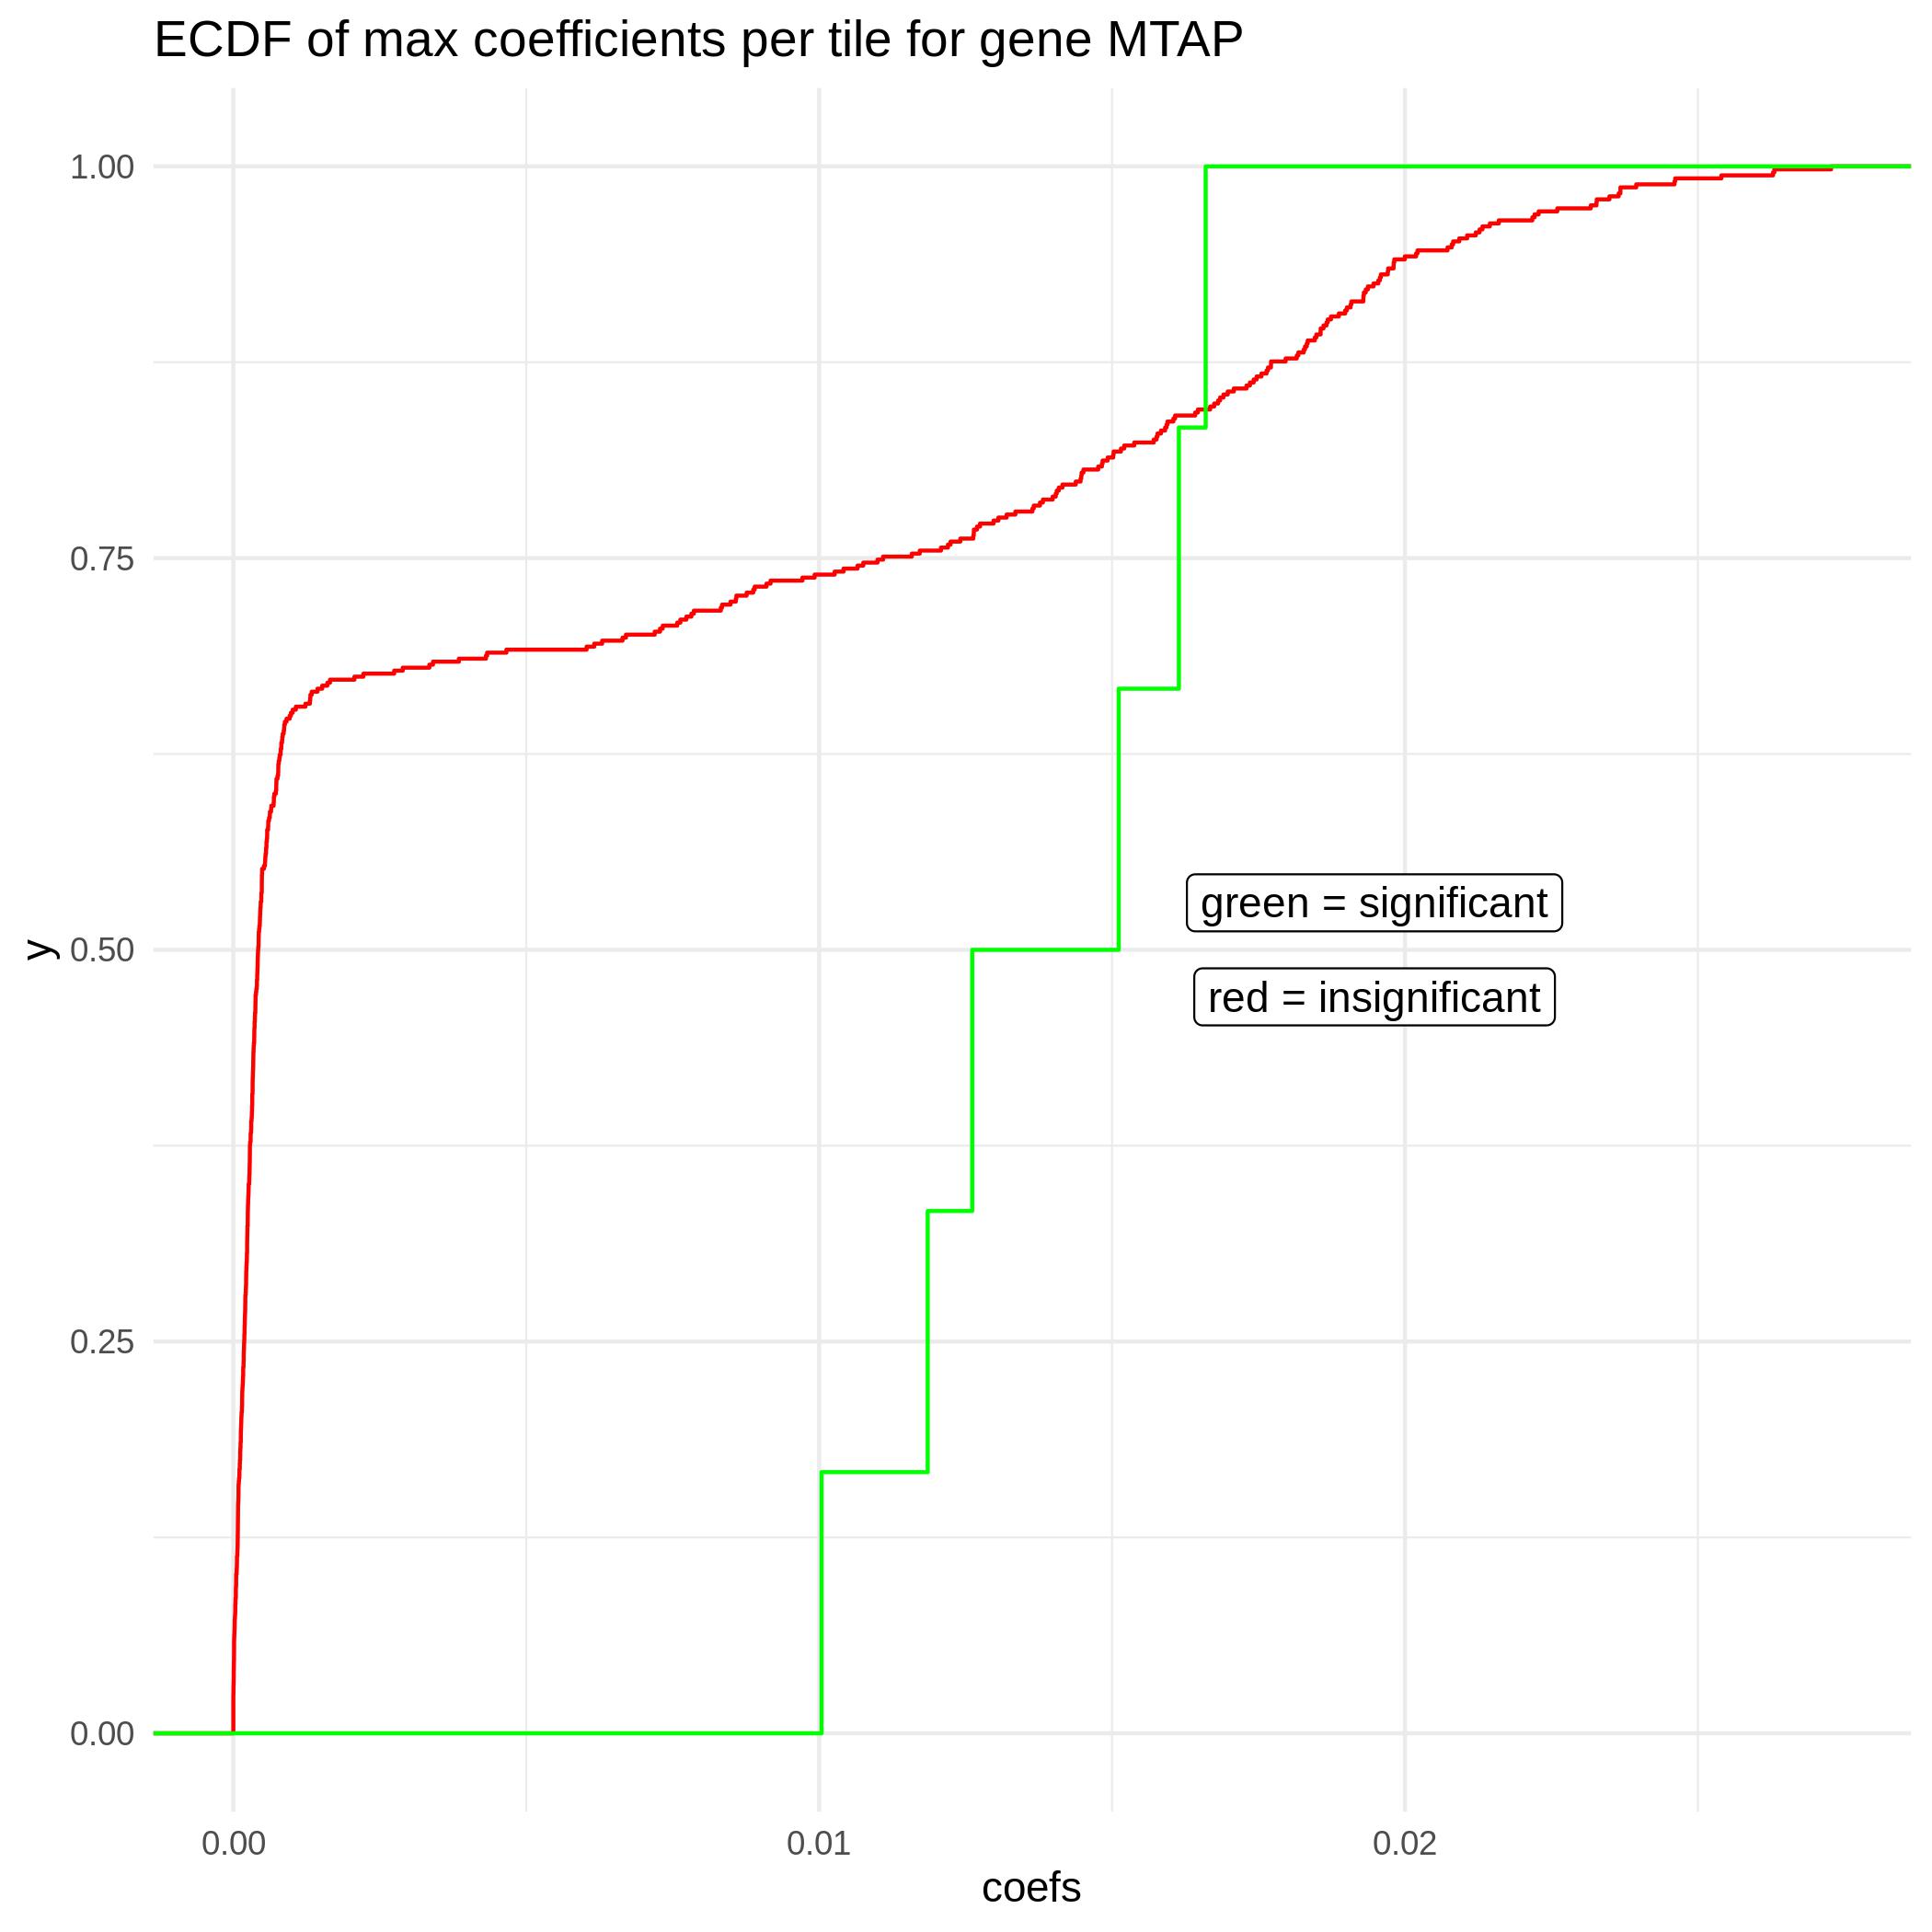 ECDF of max coefficients per tile for gene MTAP
1.00
0.75
0.50
0.25
0.00
y
green = significant
red = insignificant
0.00 0.01 0.02
coefs